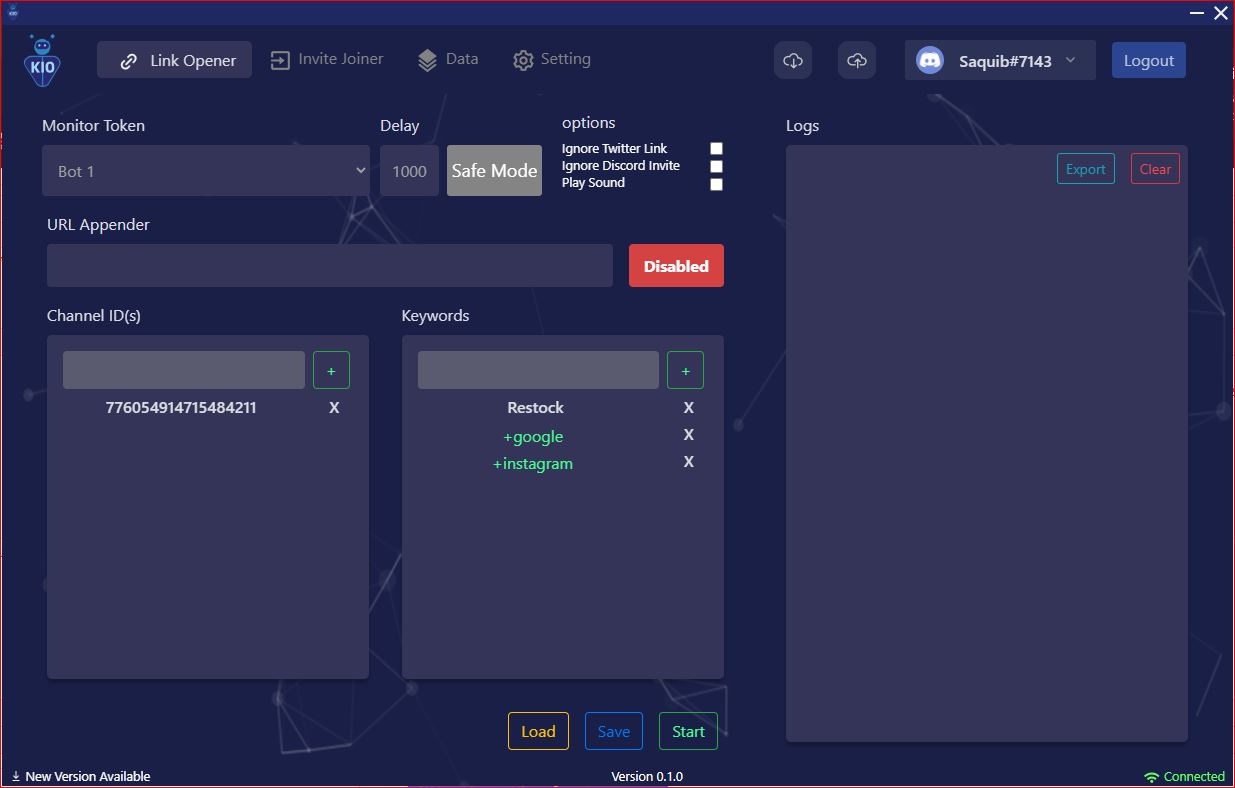 KIO
Link Opener
Invite Joiner
Data
Setting
Saquib#7143
Logout
Monitor Token
Delay
options
Logs
Bot 1
1000
Safe Mode
Ignore Twitter Link
Ignore Discord Invite
Play Sound
Export
Clear
URL Appender
Disabled
Channel ID(s)
Keywords
+
+
776054914715484211 X
Restock X
+google X
+instagram X
Load
Save
Start
New Version Available
Version 0.1.0
Connected